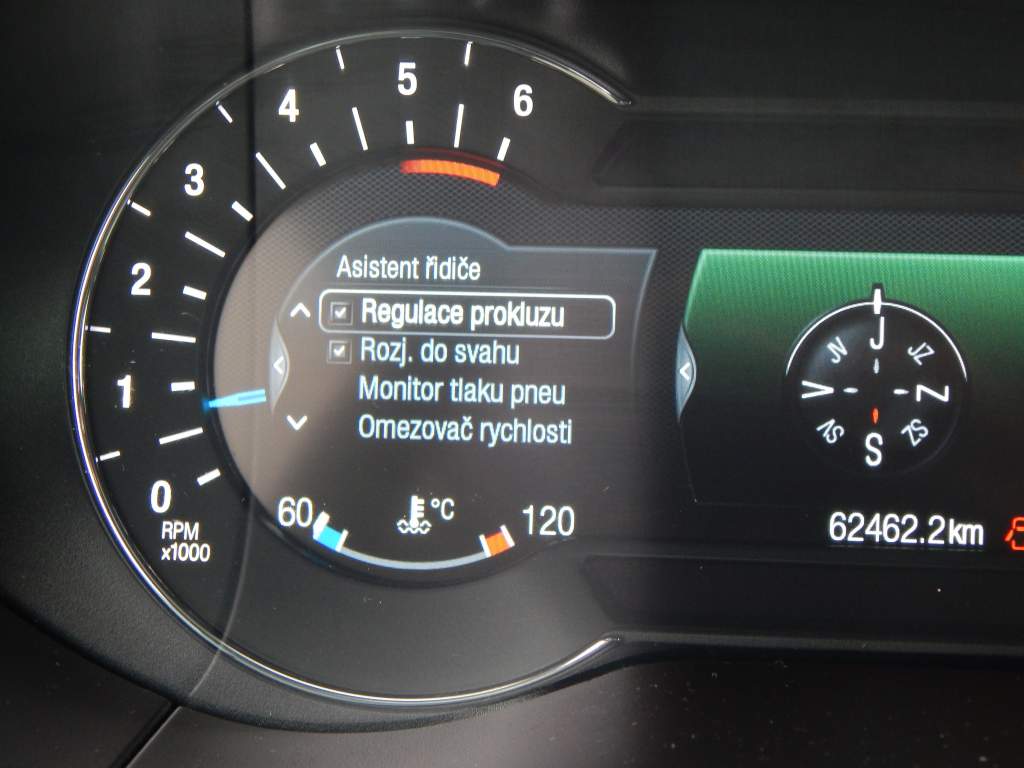 6
5
4
3
2
1
0
RPM
x1000
Asistent řidiče
Regulace prokluzu
Rozj. do svahu
Monitor tlaku pneu
Omezovač rychlosti
60
°C
120
J
JV
JZ
V
Z
SV
SZ
S
62462.2km